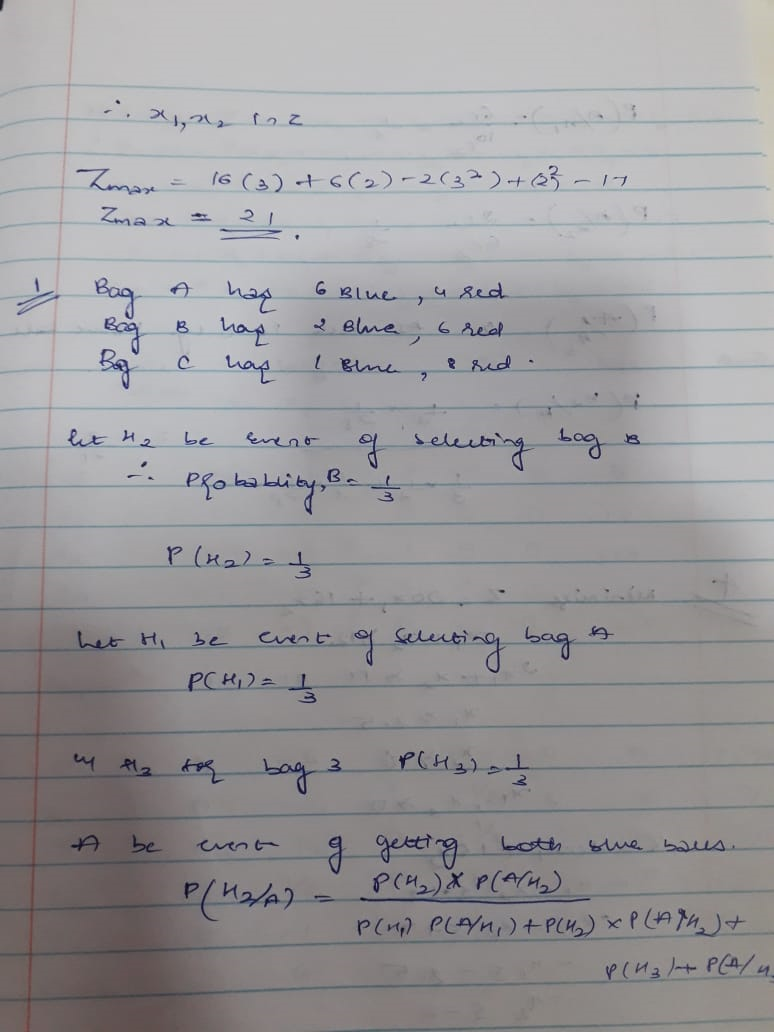 ∴ x₁, x₂ in z
Zmax = 16(3) + 6(2) - 2(3²) + (2)² - 17
Zmax = 21.
1 Bag A has 6 Blue, 4 red
Bag B has 2 Blue, 6 red
Bag C has 1 Blue, 8 red.
let H₂ be event of selecting bag B
∴ Probablity, B = 1/3
P(H₂) = 1/3
Let H₁ be event of selecting bag A
P(H₁) = 1/3
H₃ for bag 3 P(H₃) = 1/3
A be event of getting both blue balls.
P(H₂/A) = P(H₂) X P(A/H₂)
P(H₁) P(A/H₁) + P(H₂) × P(A/H₂) +
P(H₃) + P(A/H₃